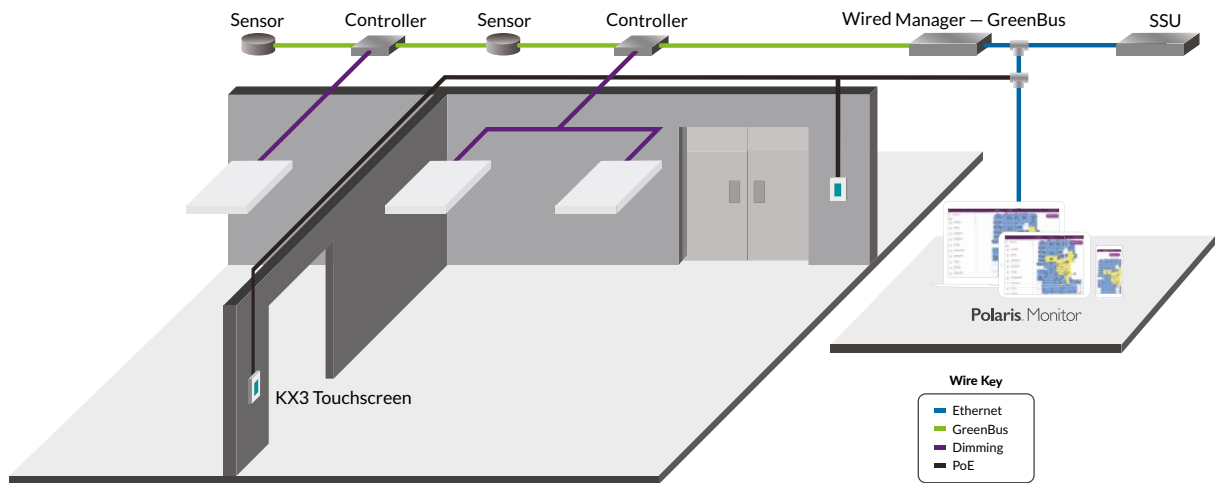 Sensor
Controller
Sensor
Controller
Wired Manager — GreenBus
SSU
Polaris. Monitor
KX3 Touchscreen
Wire Key
Ethernet
GreenBus
Dimming
PoE